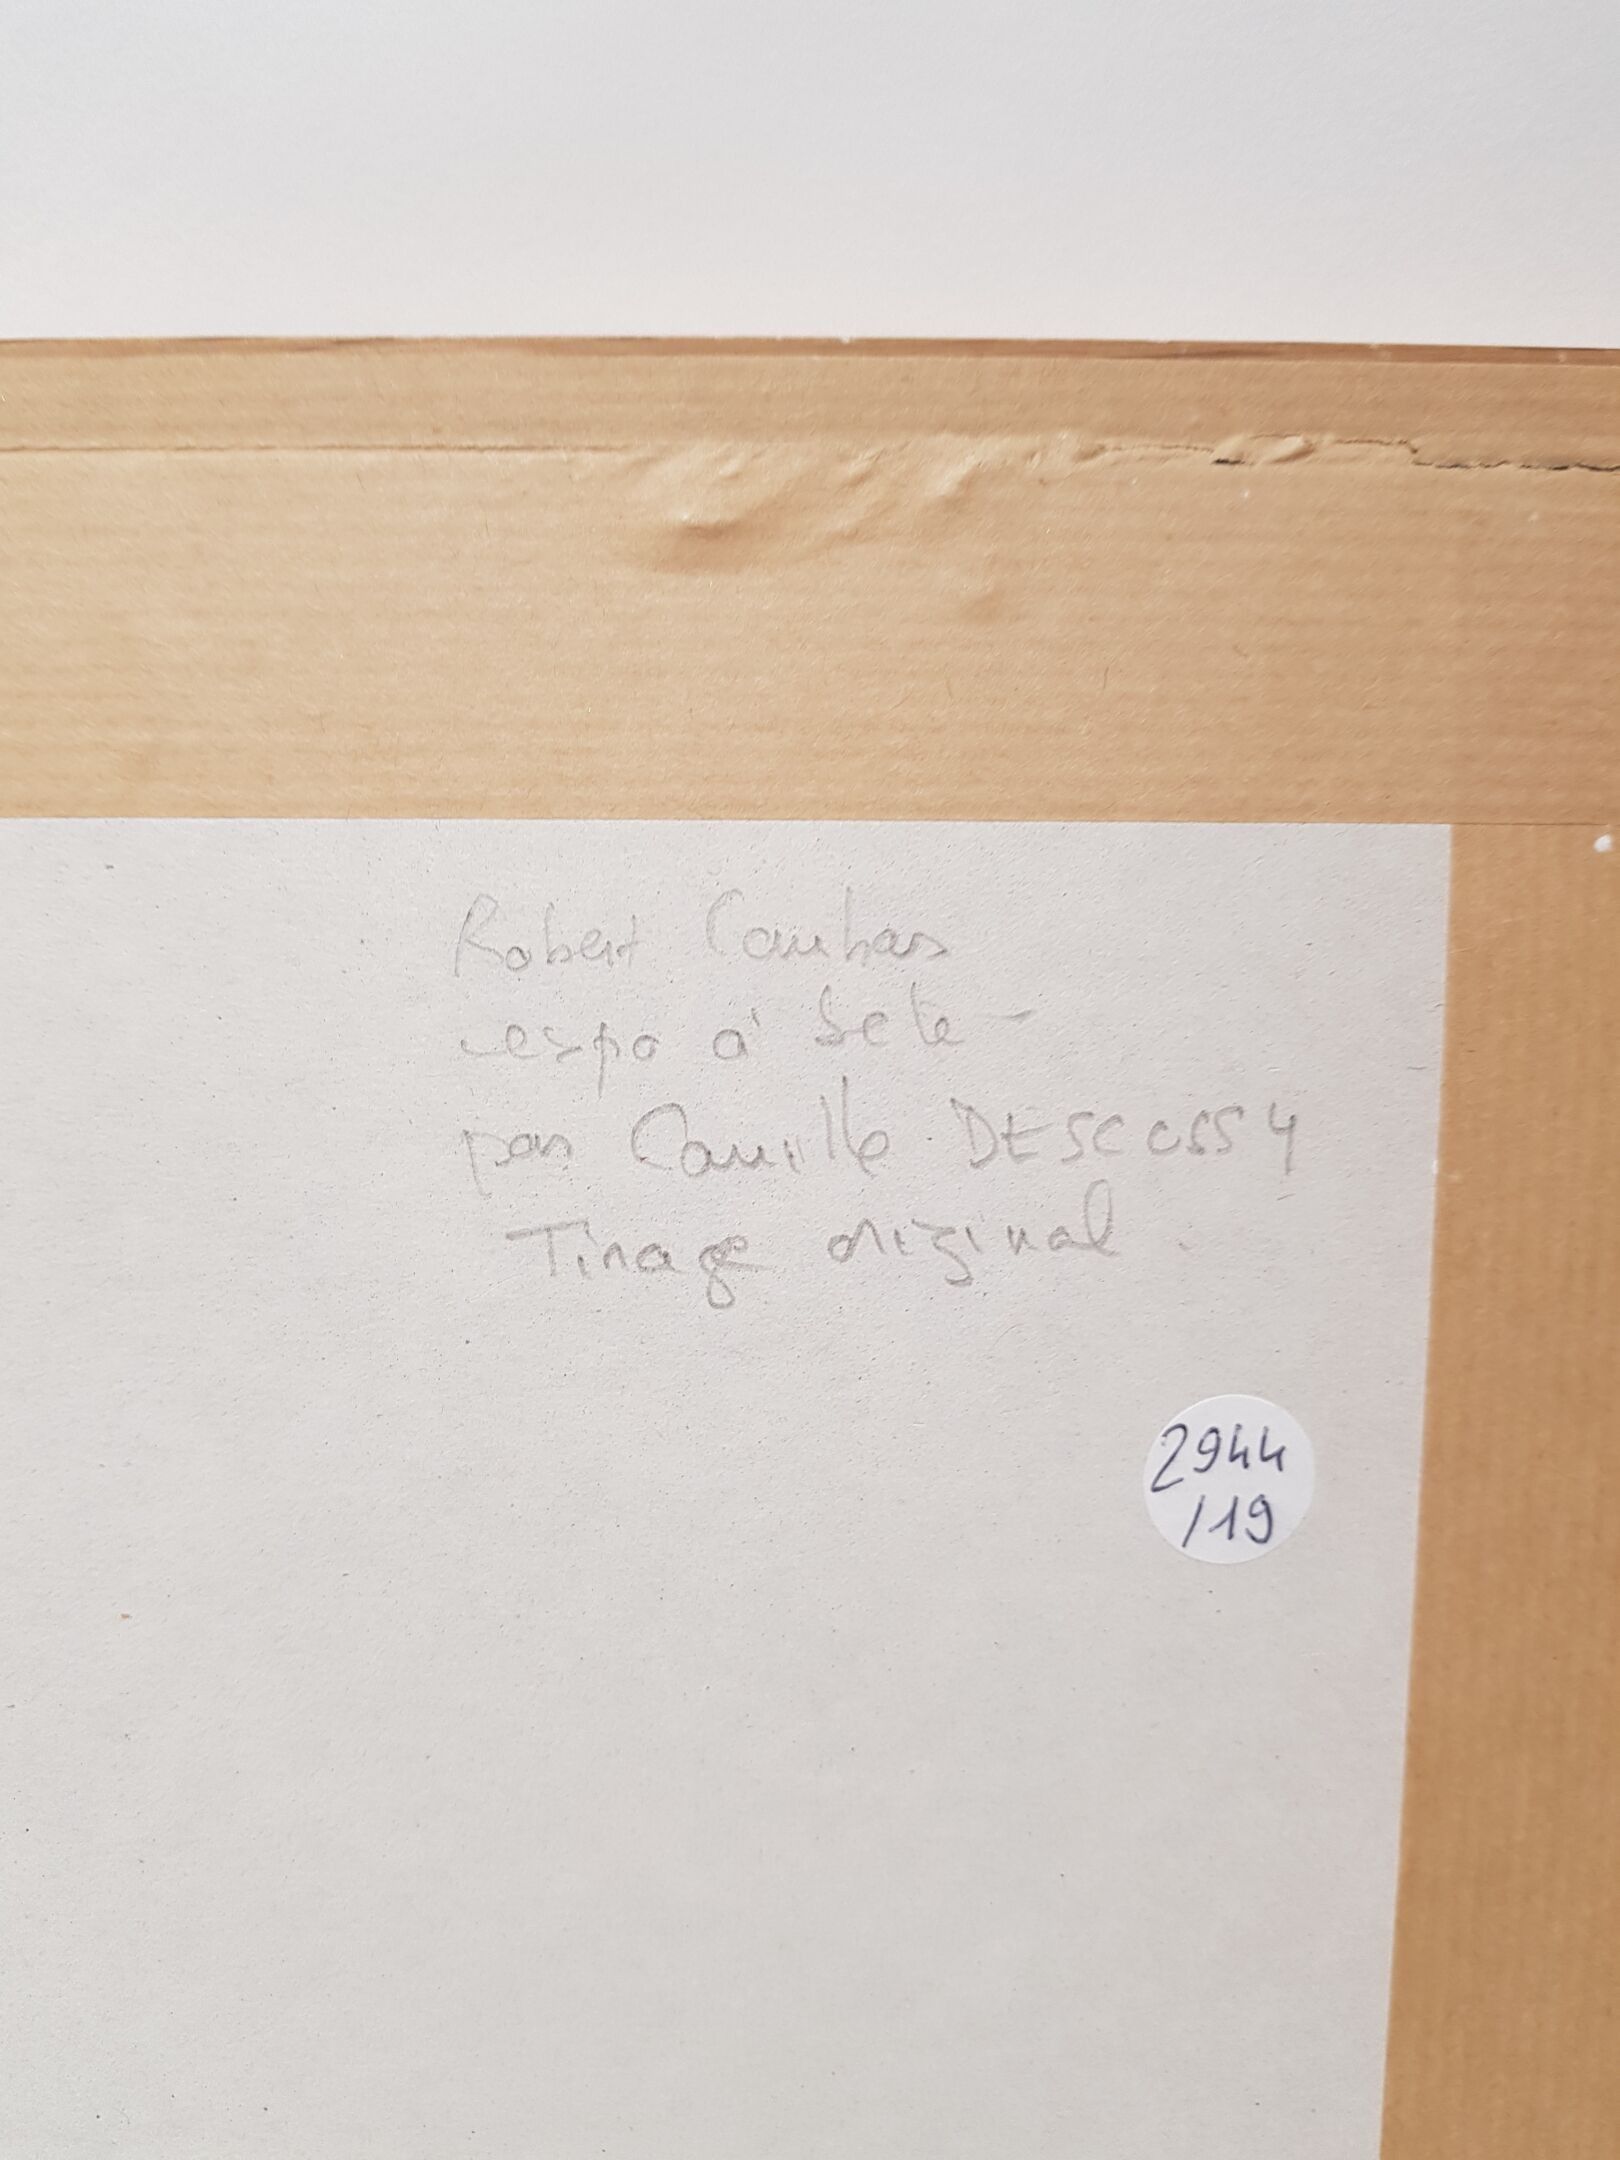 Robert Combas
expo à Sete -
par Camille DESCOSSY
Tirage original.
2944
/19